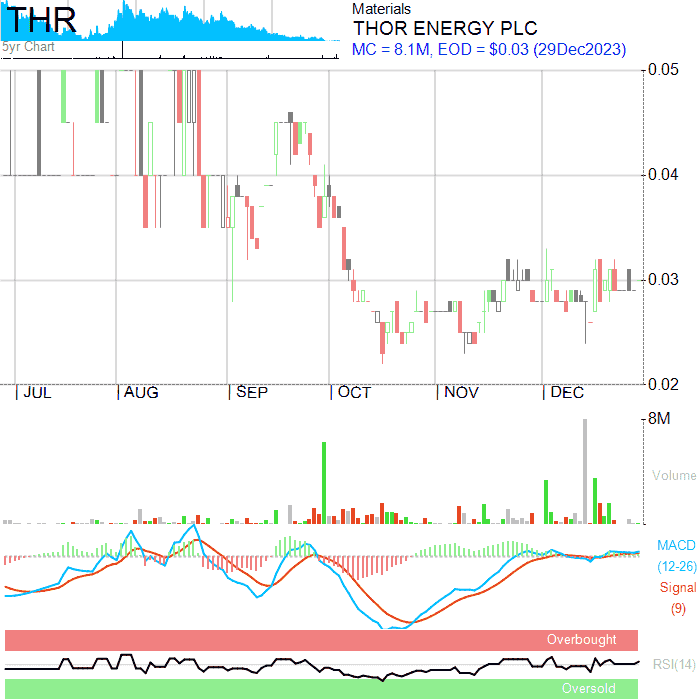 THR
5yr Chart
Materials
THOR ENERGY PLC
MC = 8.1M, EOD = $0.03 (29Dec2023)
0.05
0.04
0.03
0.02
JUL AUG SEP OCT NOV DEC
8M
Volume
MACD
(12-26)
Signal
(9)
Overbought
RSI(14)
Oversold